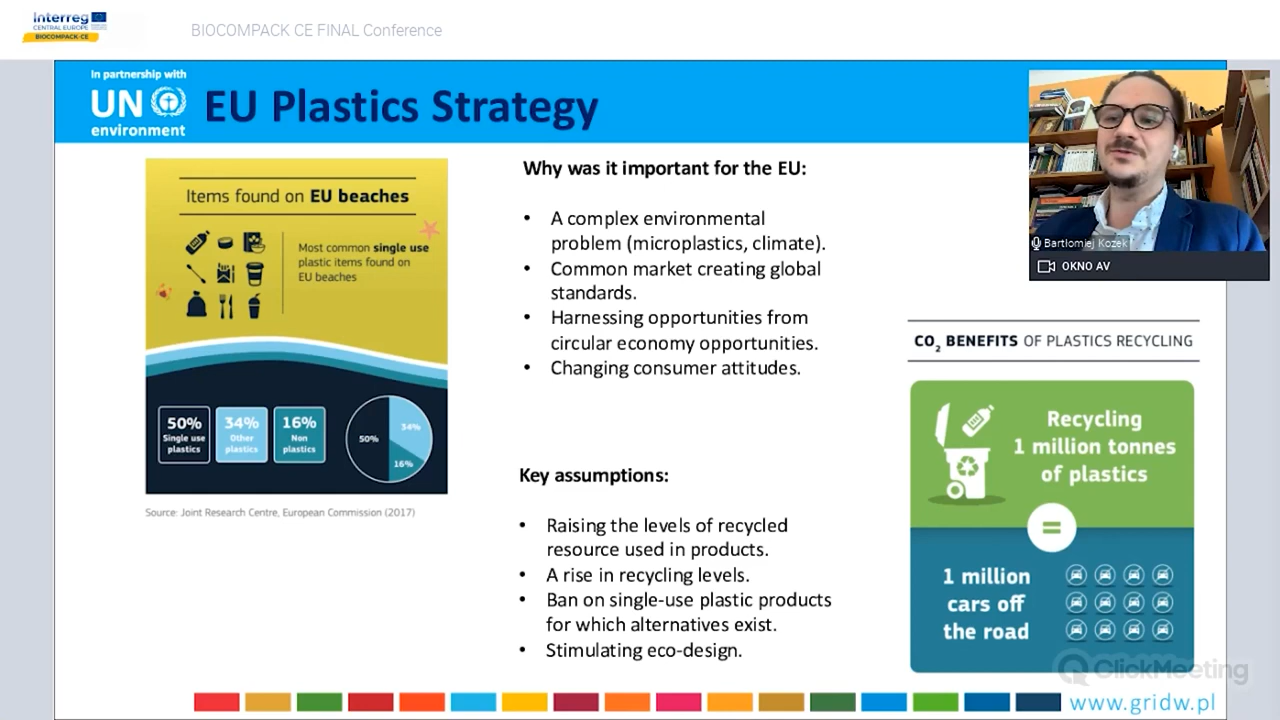 Interreg
CENTRAL EUROPE
BIOCOMPACK-CE
BIOCOMPACK CE FINAL Conference
In partnership with
UN
environment
EU Plastics Strategy
Items found on EU beaches
Most common single use
plastic items found on
EU beaches
50%
Single use
plastics
34%
Other
plastics
16%
Non
plastics
50%
34%
16%
Source: Joint Research Centre, European Commission (2017)
Why was it important for the EU:
• A complex environmental
problem (microplastics, climate).
• Common market creating global
standards.
• Harnessing opportunities from
circular economy opportunities.
• Changing consumer attitudes.
Key assumptions:
• Raising the levels of recycled
resource used in products.
• A rise in recycling levels.
• Ban on single-use plastic products
for which alternatives exist.
• Stimulating eco-design.
Bartłomiej Kozek
OKNO AV
CO2 BENEFITS OF PLASTICS RECYCLING
Recycling
1 million tonnes
of plastics
=
1 million
cars off
the road
ClickMeeting
www.gridw.pl